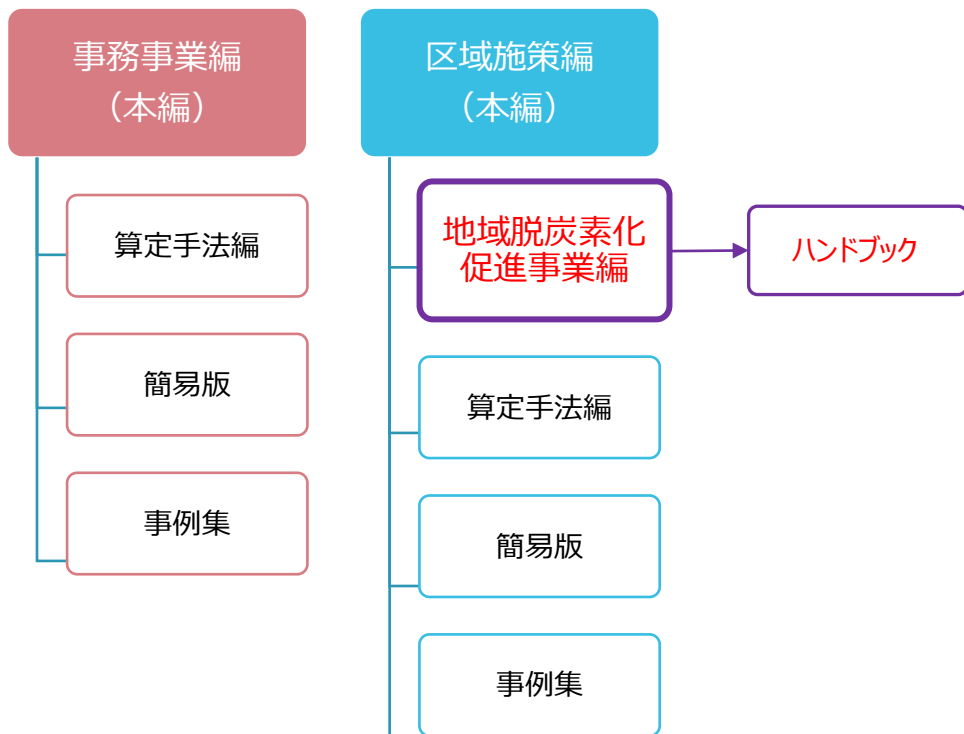 事務事業編
（本編）
算定手法編
簡易版
事例集
区域施策編
（本編）
地域脱炭素化
促進事業編
ハンドブック
算定手法編
簡易版
事例集